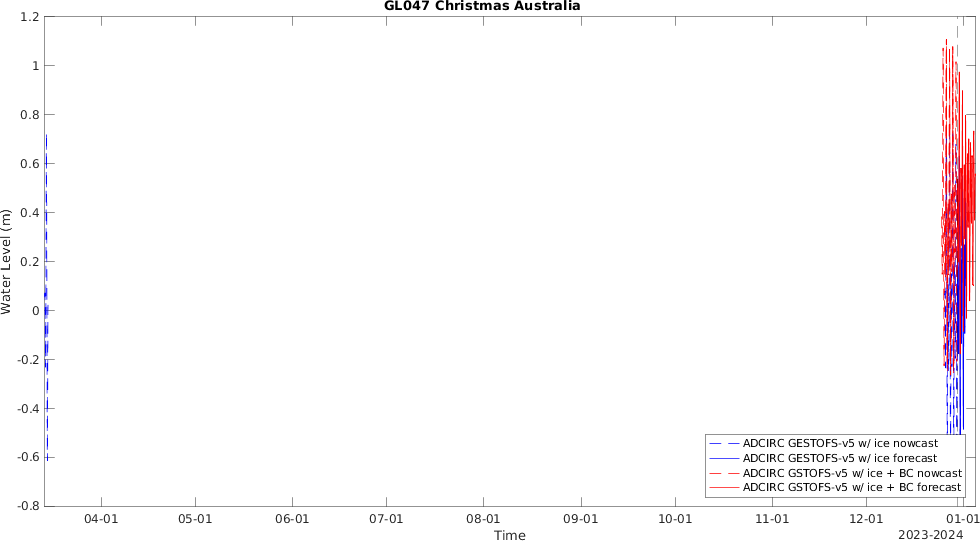 GL047 Christmas Australia
1.2
1
0.8
0.6
0.4
0.2
0
-0.2
-0.4
-0.6
-0.8
Water Level (m)
04-01 05-01 06-01 07-01 08-01 09-01 10-01 11-01 12-01 01-01
Time
2023-2024
ADCIRC GESTOFS-v5 w/ ice nowcast
ADCIRC GESTOFS-v5 w/ ice forecast
ADCIRC GSTOFS-v5 w/ ice + BC nowcast
ADCIRC GSTOFS-v5 w/ ice + BC forecast